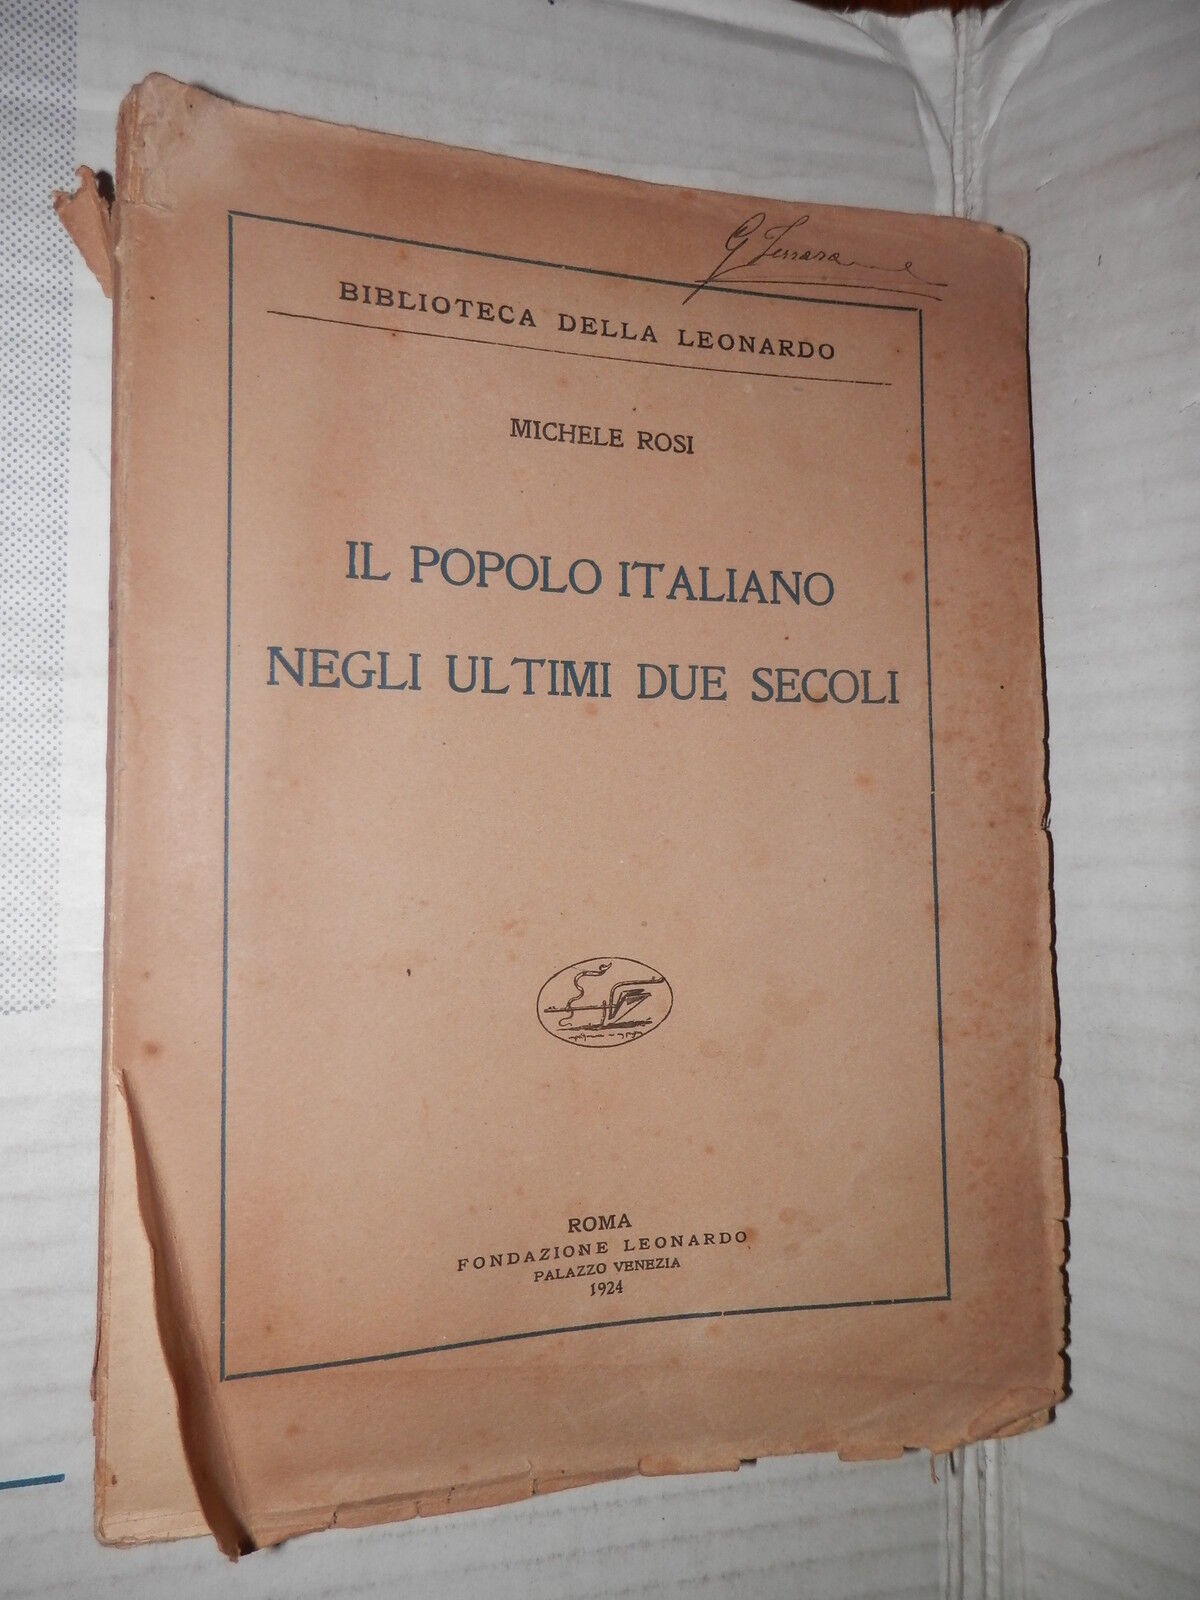 BIBLIOTECA DELLA LEONARDO
MICHELE ROSI
IL POPOLO ITALIANO
NEGLI ULTIMI DUE SECOLI
ROMA
FONDAZIONE LEONARDO
PALAZZO VENEZIA
1924